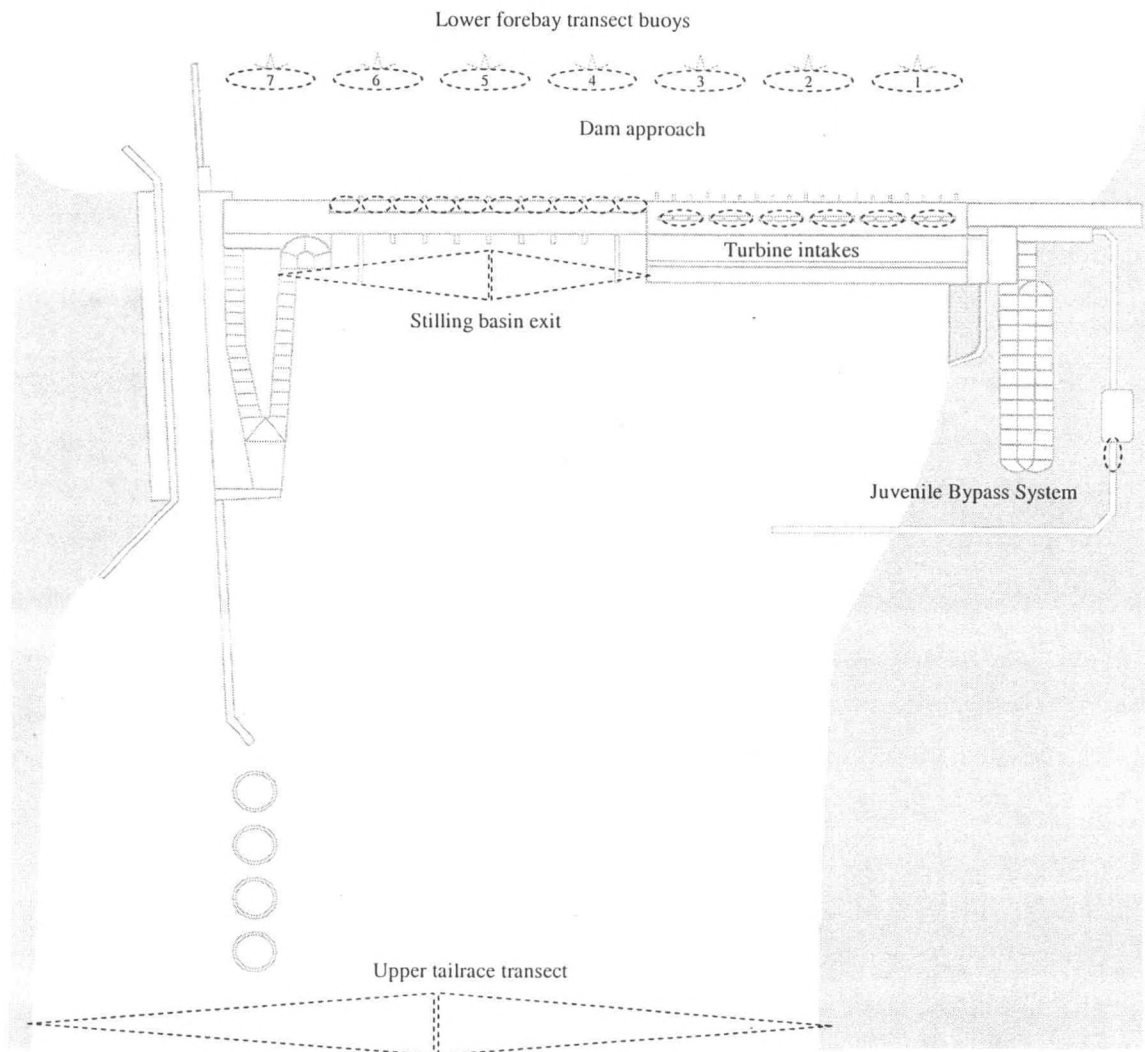 Lower forebay transect buoys
7 6 5 4 3 2 1
Dam approach
Turbine intakes
Stilling basin exit
Juvenile Bypass System
Upper tailrace transect